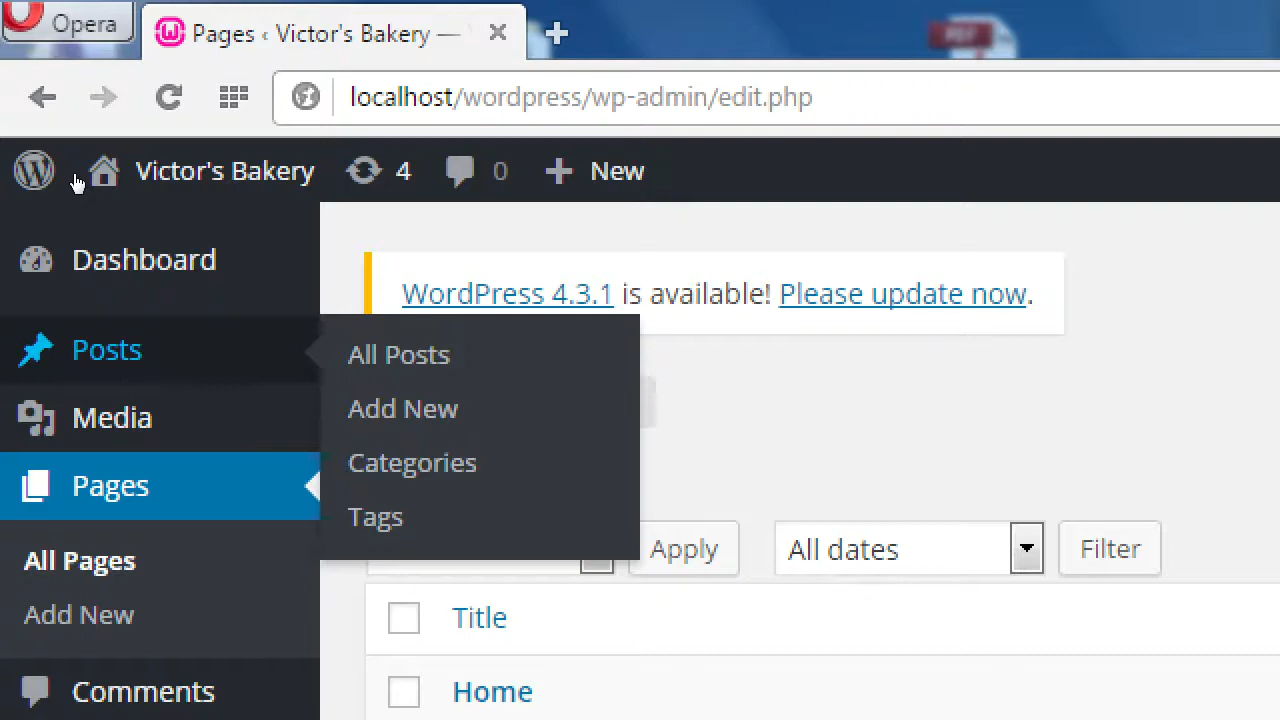 Opera
Pages ‹ Victor's Bakery —
localhost/wordpress/wp-admin/edit.php
Victor's Bakery 4 0 New
Dashboard
WordPress 4.3.1 is available! Please update now.
Posts
All Posts
Add New
Categories
Tags
Media
Pages
All Pages
Add New
Comments
Apply All dates Filter
Title
Home
PDF